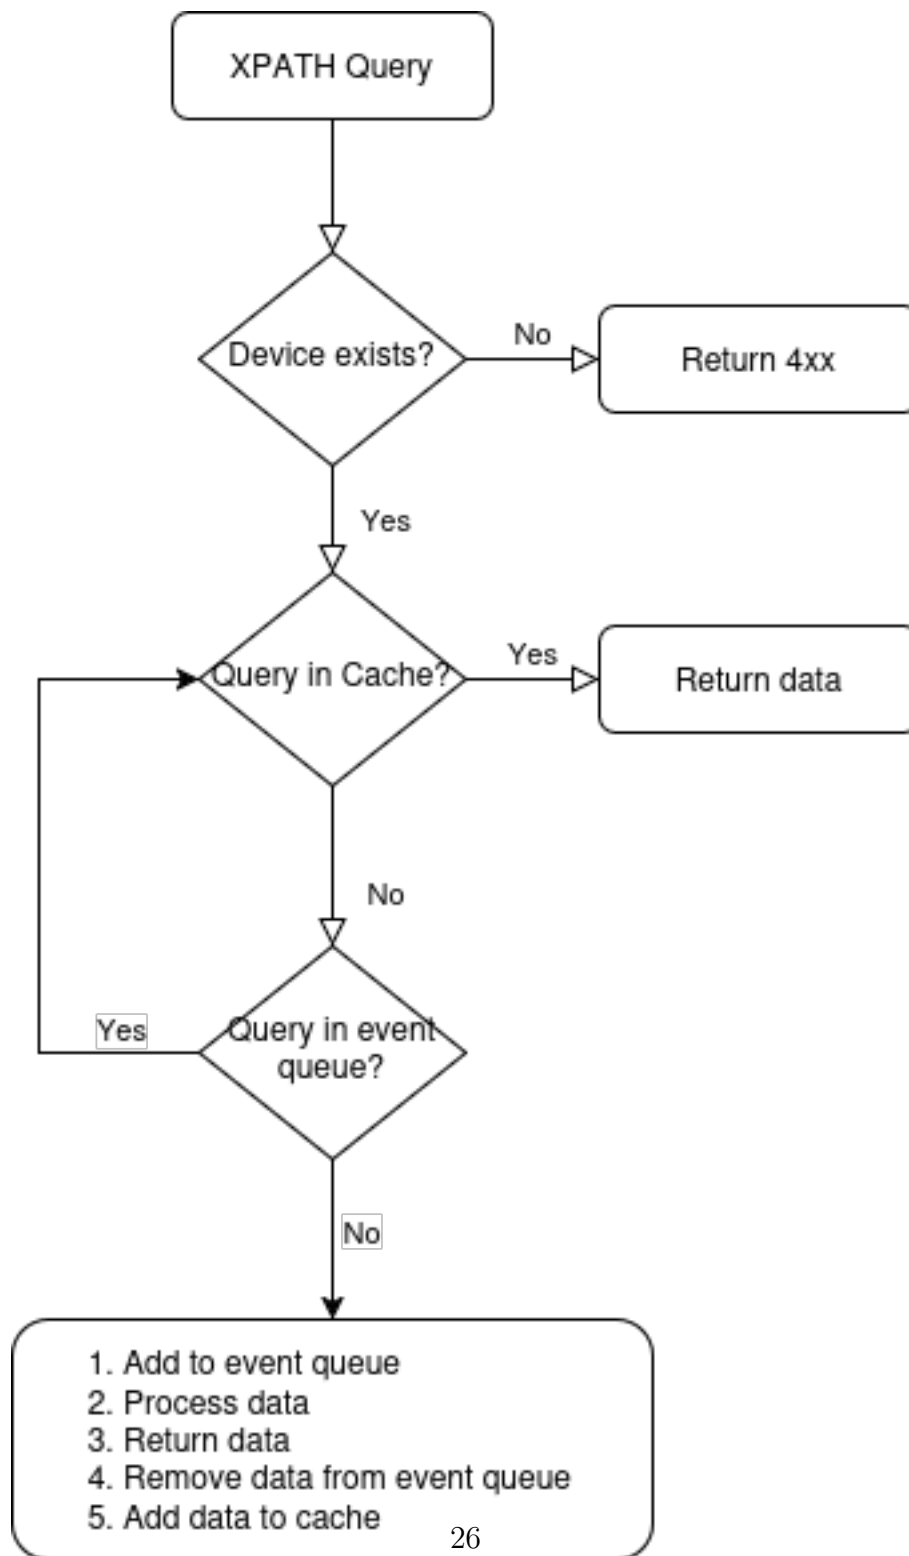 XPATH Query
Device exists?
No
Return 4xx
Yes
Query in Cache?
Yes
Return data
No
Query in event
queue?
Yes
No
1. Add to event queue
2. Process data
3. Return data
4. Remove data from event queue
5. Add data to cache
26